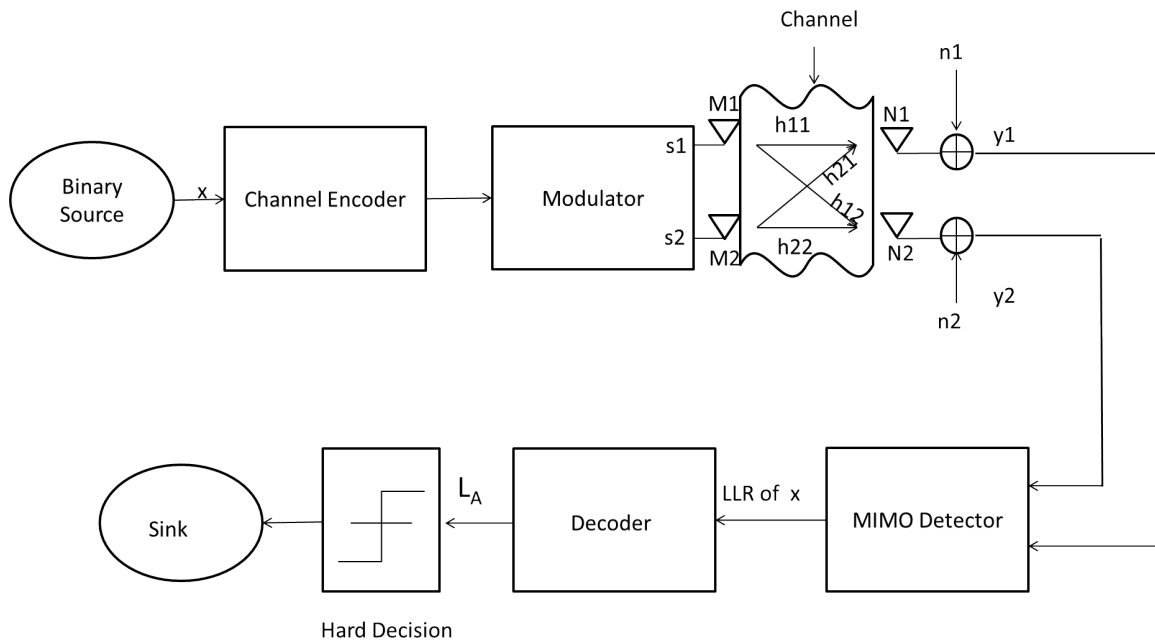 Channel
n1
M1
N1
h11
y1
s1
h21
Binary
Source
x
Channel Encoder
Modulator
h12
s2
M2
h22
N2
y2
n2
L_A
LLR of x
Sink
Decoder
MIMO Detector
Hard Decision